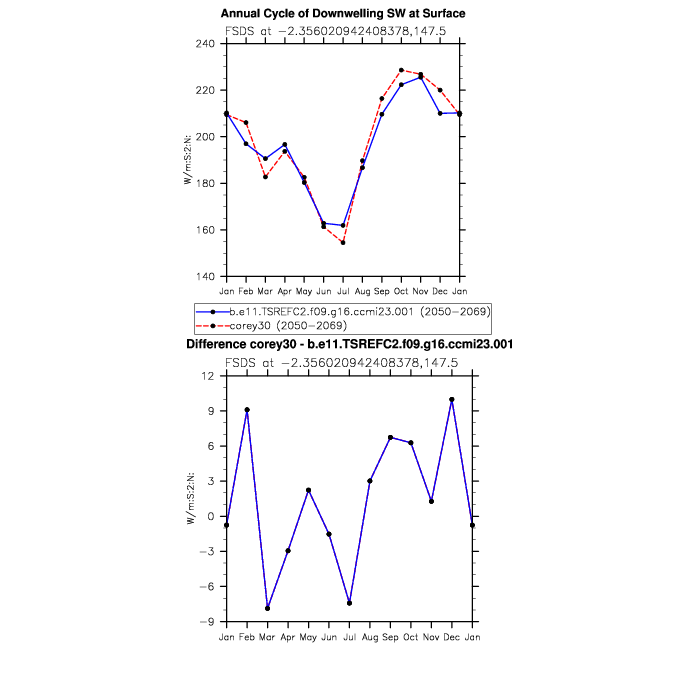 Annual Cycle of Downwelling SW at Surface
FSDS at −2.356020942408378,147.5
240
220
200
180
160
140
W/m:S:2:N:
Jan Feb Mar Apr May Jun Jul Aug Sep Oct Nov Dec Jan
b.e11.TSREFC2.f09.g16.ccmi23.001 (2050−2069)
corey30 (2050−2069)
Difference corey30 - b.e11.TSREFC2.f09.g16.ccmi23.001
FSDS at −2.356020942408378,147.5
12
9
6
3
0
−3
−6
−9
W/m:S:2:N:
Jan Feb Mar Apr May Jun Jul Aug Sep Oct Nov Dec Jan